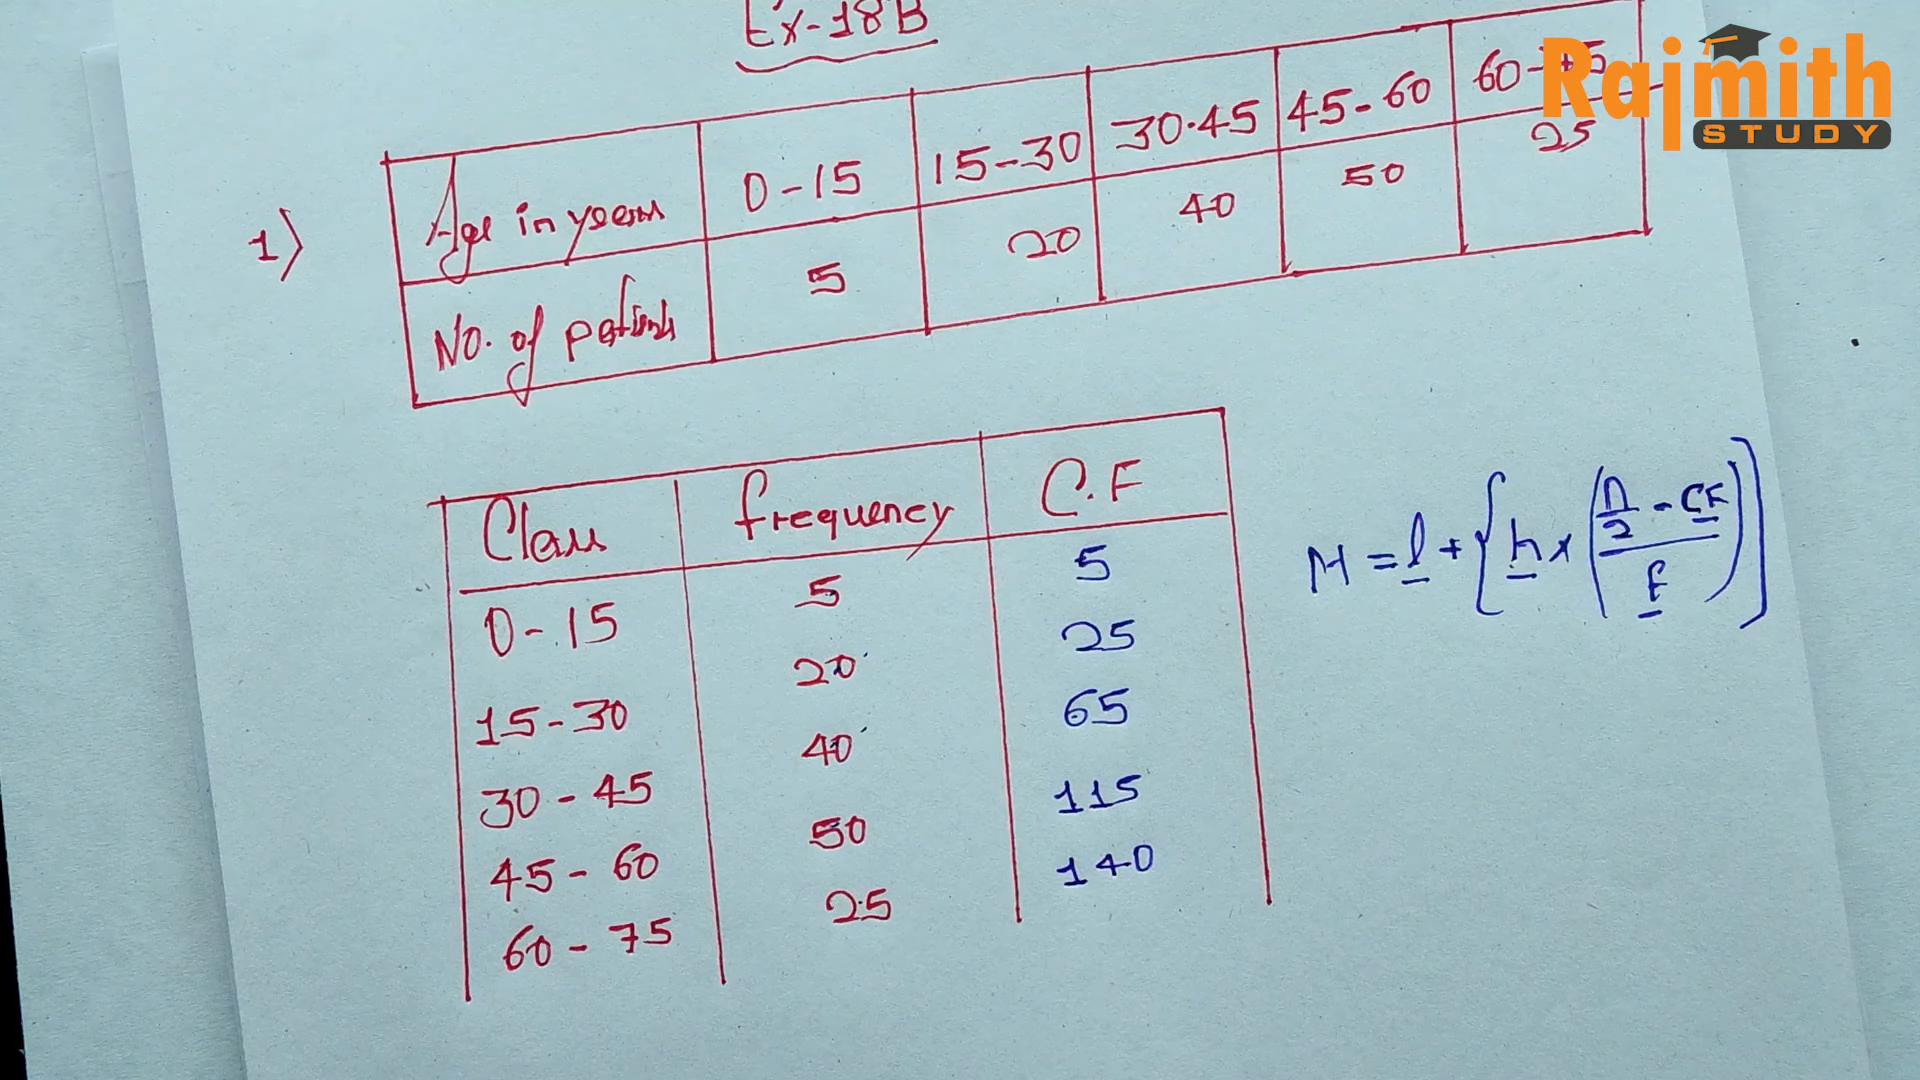 Ex-18B
Rajmith
STUDY
1)
Age in years 0-15 15-30 30-45 45-60 60-75
No. of patients 5 20 40 50 25
Class frequency C.F
0-15 5 5
15-30 20 25
30-45 40 65
45-60 50 115
60-75 25 140
M = l + {h × ((n/2 - CF)/f)}